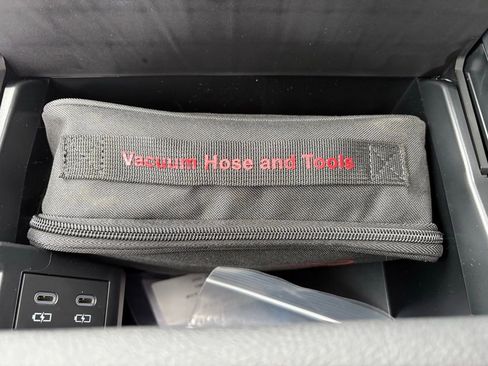 Vacuum Hose and Tools